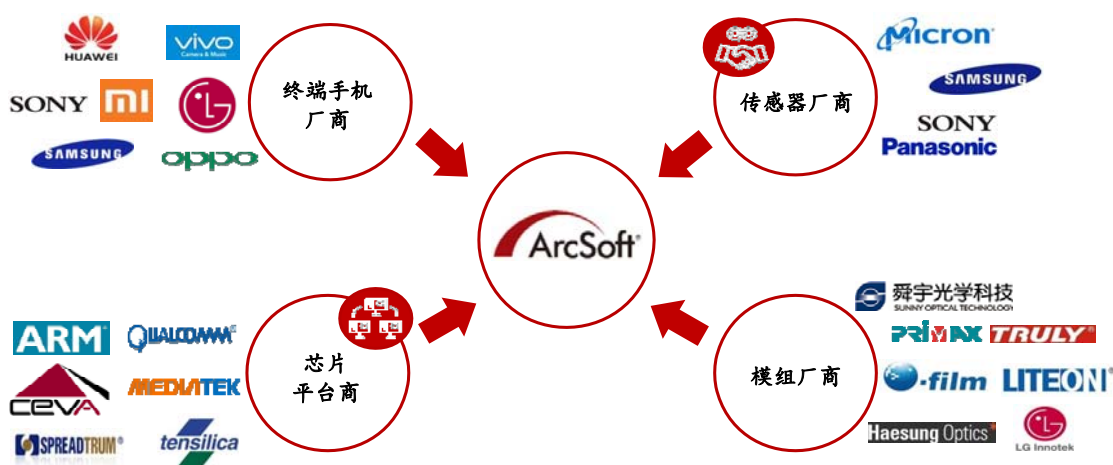 HUAWEI
vivo
Camera & Music
SONY
mi
LG
SAMSUNG
oppo
终端手机
厂商
传感器厂商
Micron
SAMSUNG
SONY
Panasonic
ArcSoft
ARM
QUALCOMM
CEVA
MEDIATEK
SPREADTRUM
tensilica
芯片
平台商
模组厂商
舜宇光学科技
SUNNY OPTICAL TECHNOLOGY
PRIMAX
TRULY
O-film
LITEON
Haesung Optics
LG Innotek